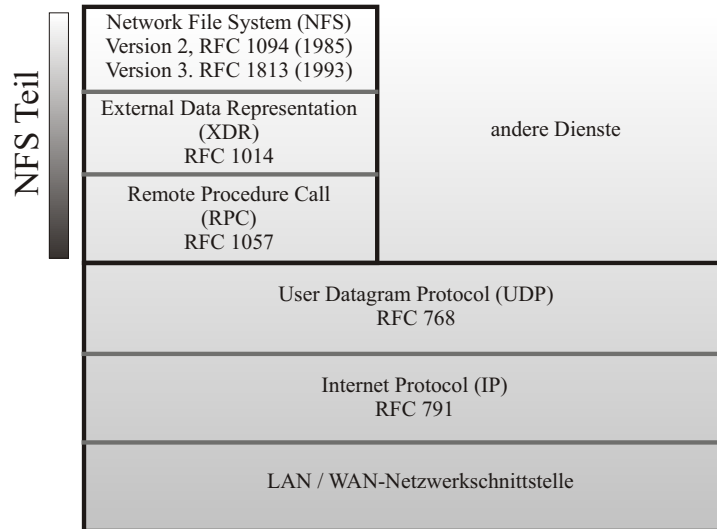 NFS Teil
Network File System (NFS)
Version 2, RFC 1094 (1985)
Version 3. RFC 1813 (1993)
External Data Representation
(XDR)
RFC 1014
Remote Procedure Call
(RPC)
RFC 1057
andere Dienste
User Datagram Protocol (UDP)
RFC 768
Internet Protocol (IP)
RFC 791
LAN / WAN-Netzwerkschnittstelle